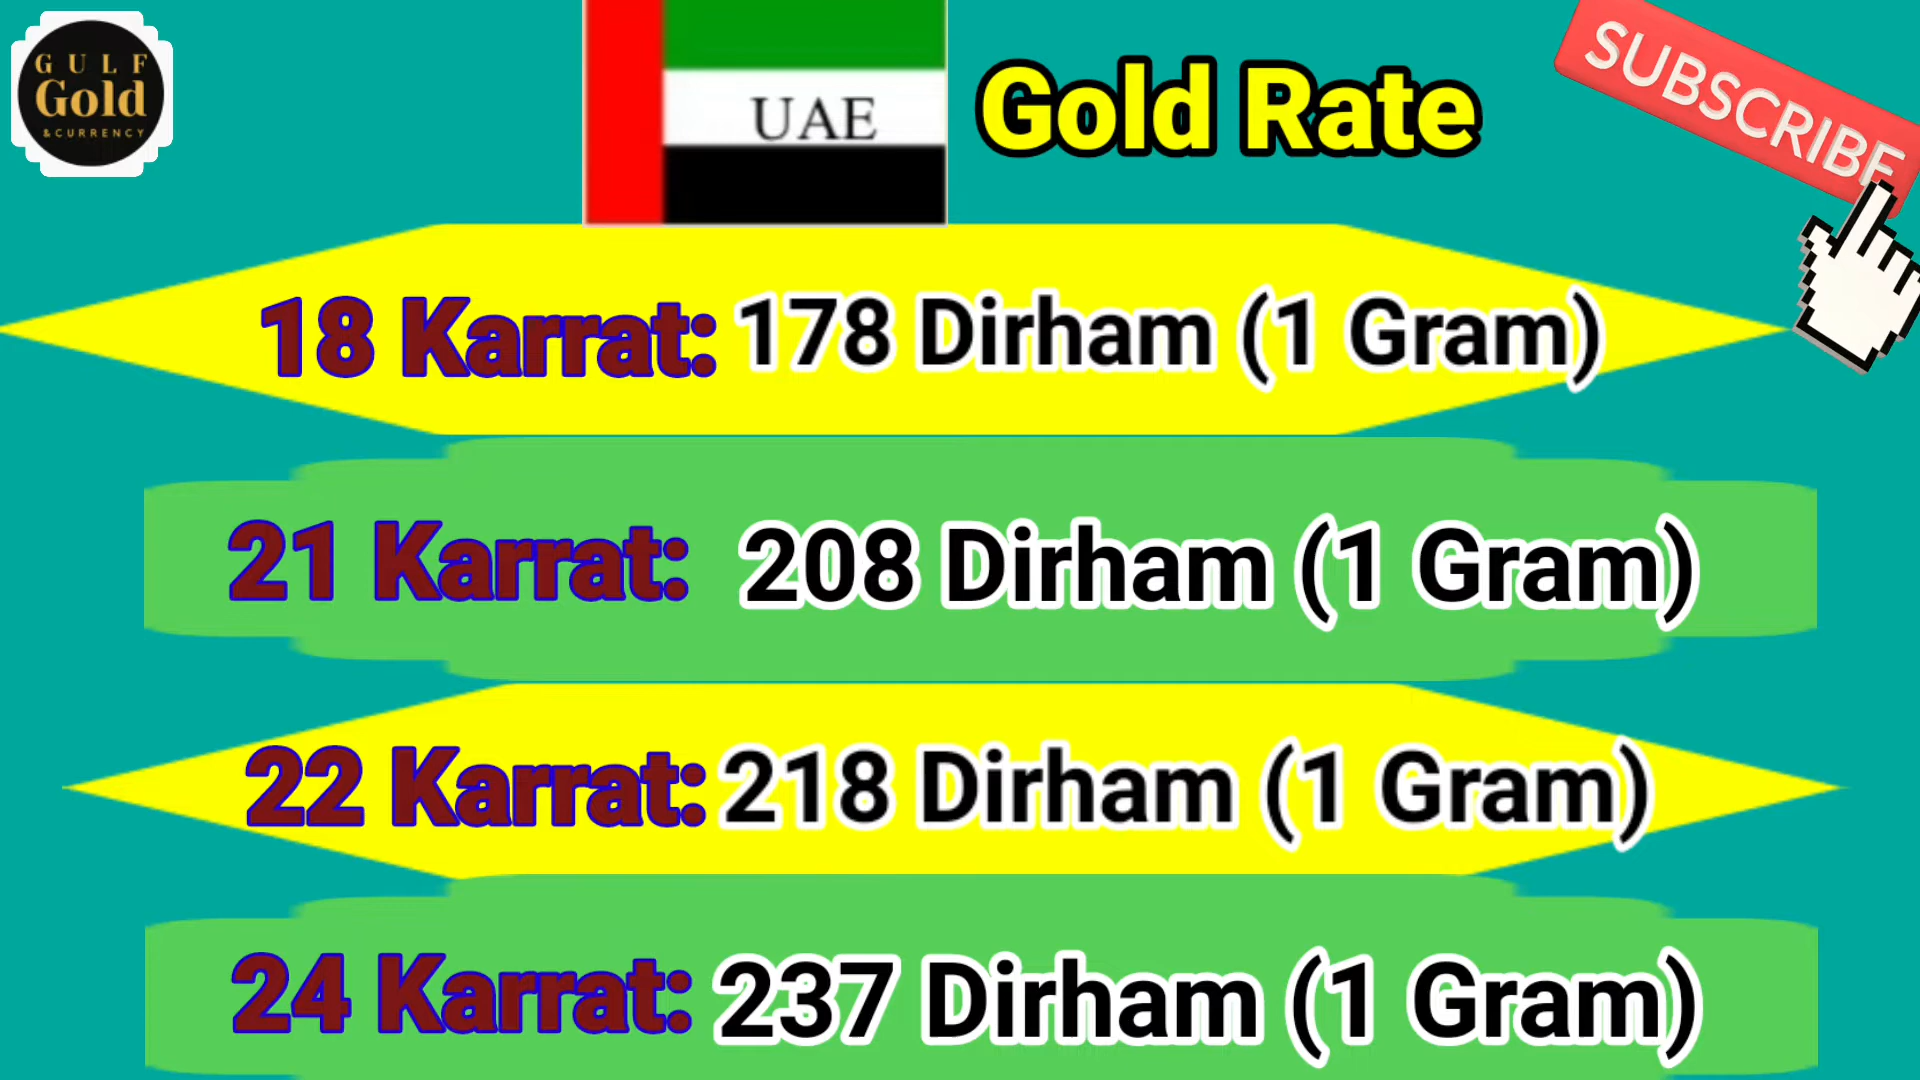 GULF
Gold
&CURRENCY
UAE
Gold Rate
SUBSCRIBE
18 Karrat: 178 Dirham (1 Gram)
21 Karrat: 208 Dirham (1 Gram)
22 Karrat: 218 Dirham (1 Gram)
24 Karrat: 237 Dirham (1 Gram)